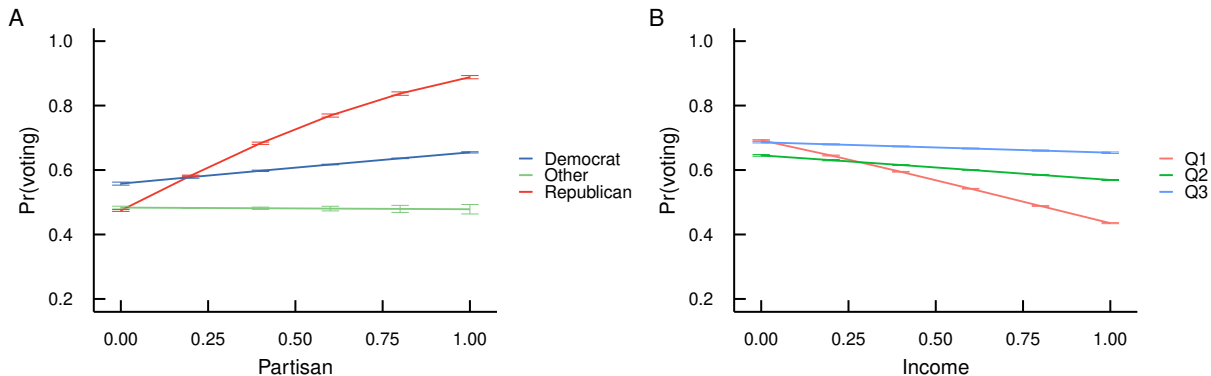 A
Pr(voting)
1.0
0.8
0.6
0.4
0.2
0.00 0.25 0.50 0.75 1.00
Partisan
Democrat
Other
Republican
B
Pr(voting)
1.0
0.8
0.6
0.4
0.2
0.00 0.25 0.50 0.75 1.00
Income
Q1
Q2
Q3